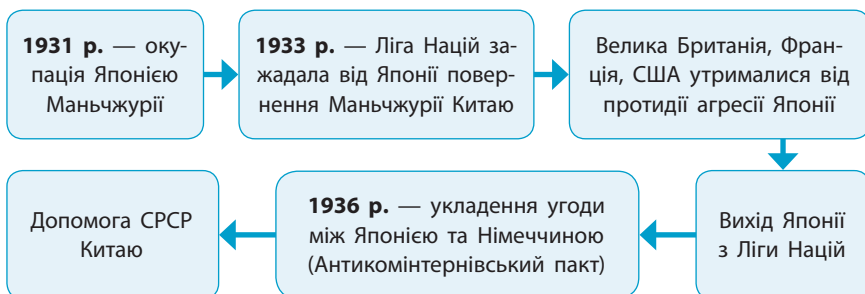 1931 р. — оку-
пація Японією
Маньчжурії
1933 р. — Ліга Націй за-
жадала від Японії повер-
нення Маньчжурії Китаю
Велика Британія, Фран-
ція, США утрималися від
протидії агресії Японії
Вихід Японії
з Ліги Націй
1936 р. — укладення угоди
між Японією та Німеччиною
(Антикомінтернівський пакт)
Допомога СРСР
Китаю